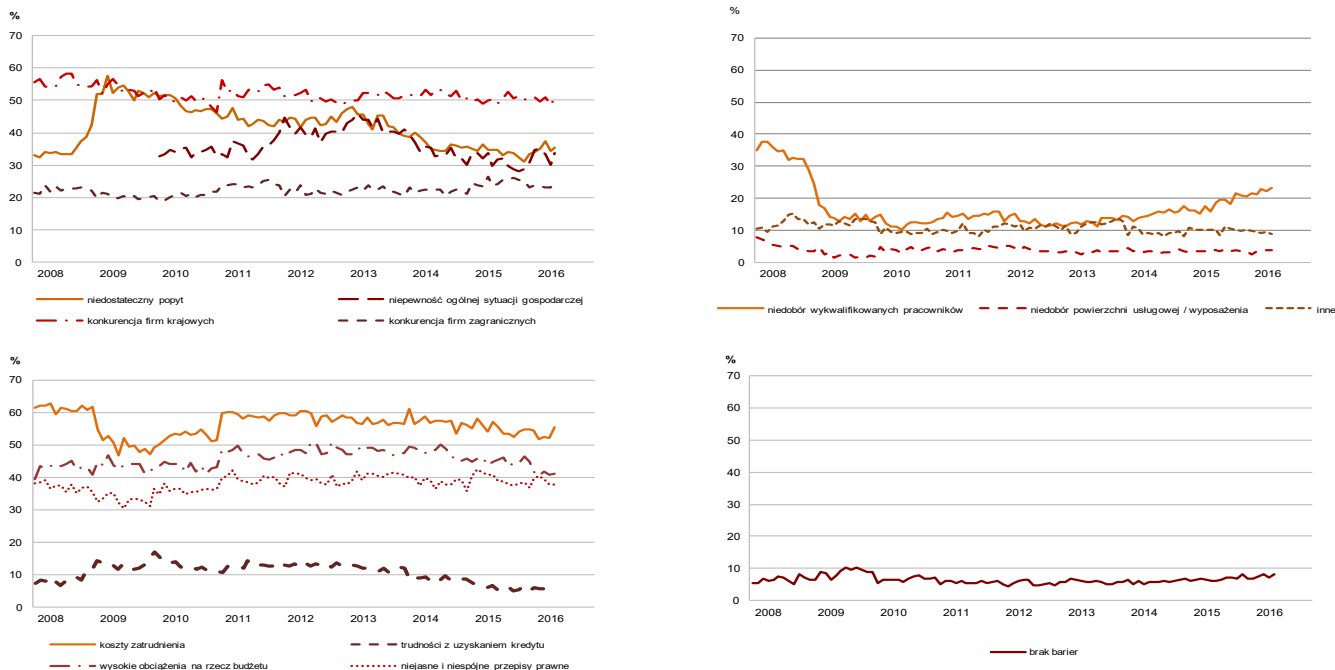 %
70
60
50
40
30
20
10
0
2008 2009 2010 2011 2012 2013 2014 2015 2016
niedostateczny popyt
niepewność ogólnej sytuacji gospodarczej
konkurencja firm krajowych
konkurencja firm zagranicznych
%
70
60
50
40
30
20
10
0
2008 2009 2010 2011 2012 2013 2014 2015 2016
niedobór wykwalifikowanych pracowników
niedobór powierzchni usługowej / wyposażenia
inne
%
70
60
50
40
30
20
10
0
2008 2009 2010 2011 2012 2013 2014 2015 2016
koszty zatrudnienia
trudności z uzyskaniem kredytu
wysokie obciążenia na rzecz budżetu
niejasne i niespójne przepisy prawne
%
70
60
50
40
30
20
10
0
2008 2009 2010 2011 2012 2013 2014 2015 2016
brak barier